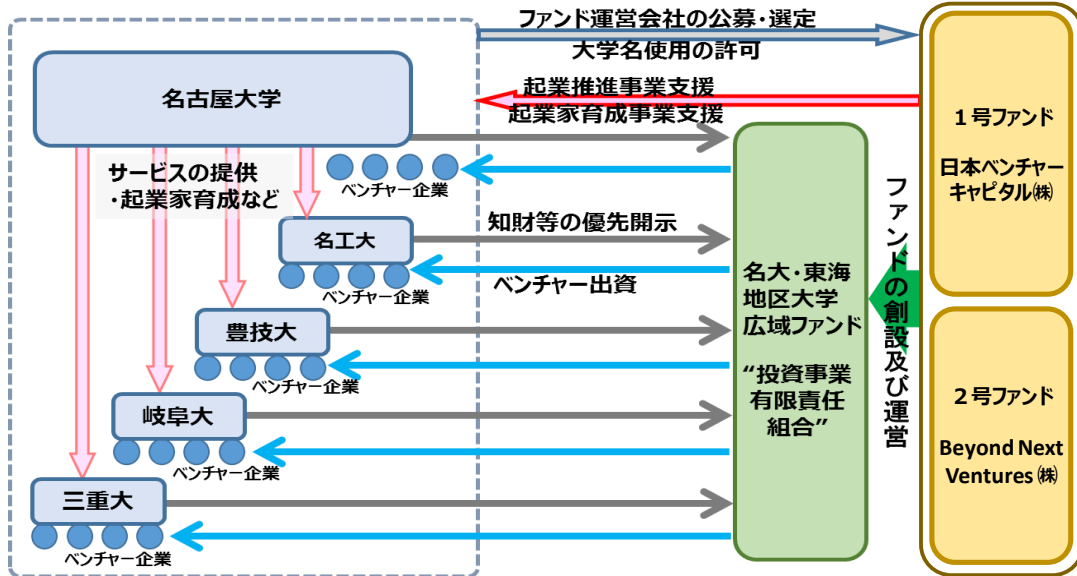 ファンド運営会社の公募・選定
大学名使用の許可
起業推進事業支援
起業家育成事業支援
名古屋大学
サービスの提供
・起業家育成など
ベンチャー企業
名工大
ベンチャー企業
知財等の優先開示
ベンチャー出資
豊技大
ベンチャー企業
岐阜大
ベンチャー企業
三重大
ベンチャー企業
名大・東海
地区大学
広域ファンド
“投資事業
有限責任
組合”
ファンドの創設及び運営
1号ファンド
日本ベンチャー
キャピタル㈱
2号ファンド
Beyond Next
Ventures ㈱